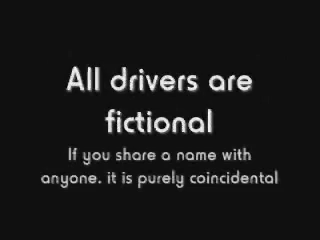 All drivers are
fictional
If you share a name with
anyone. it is purely coincidental